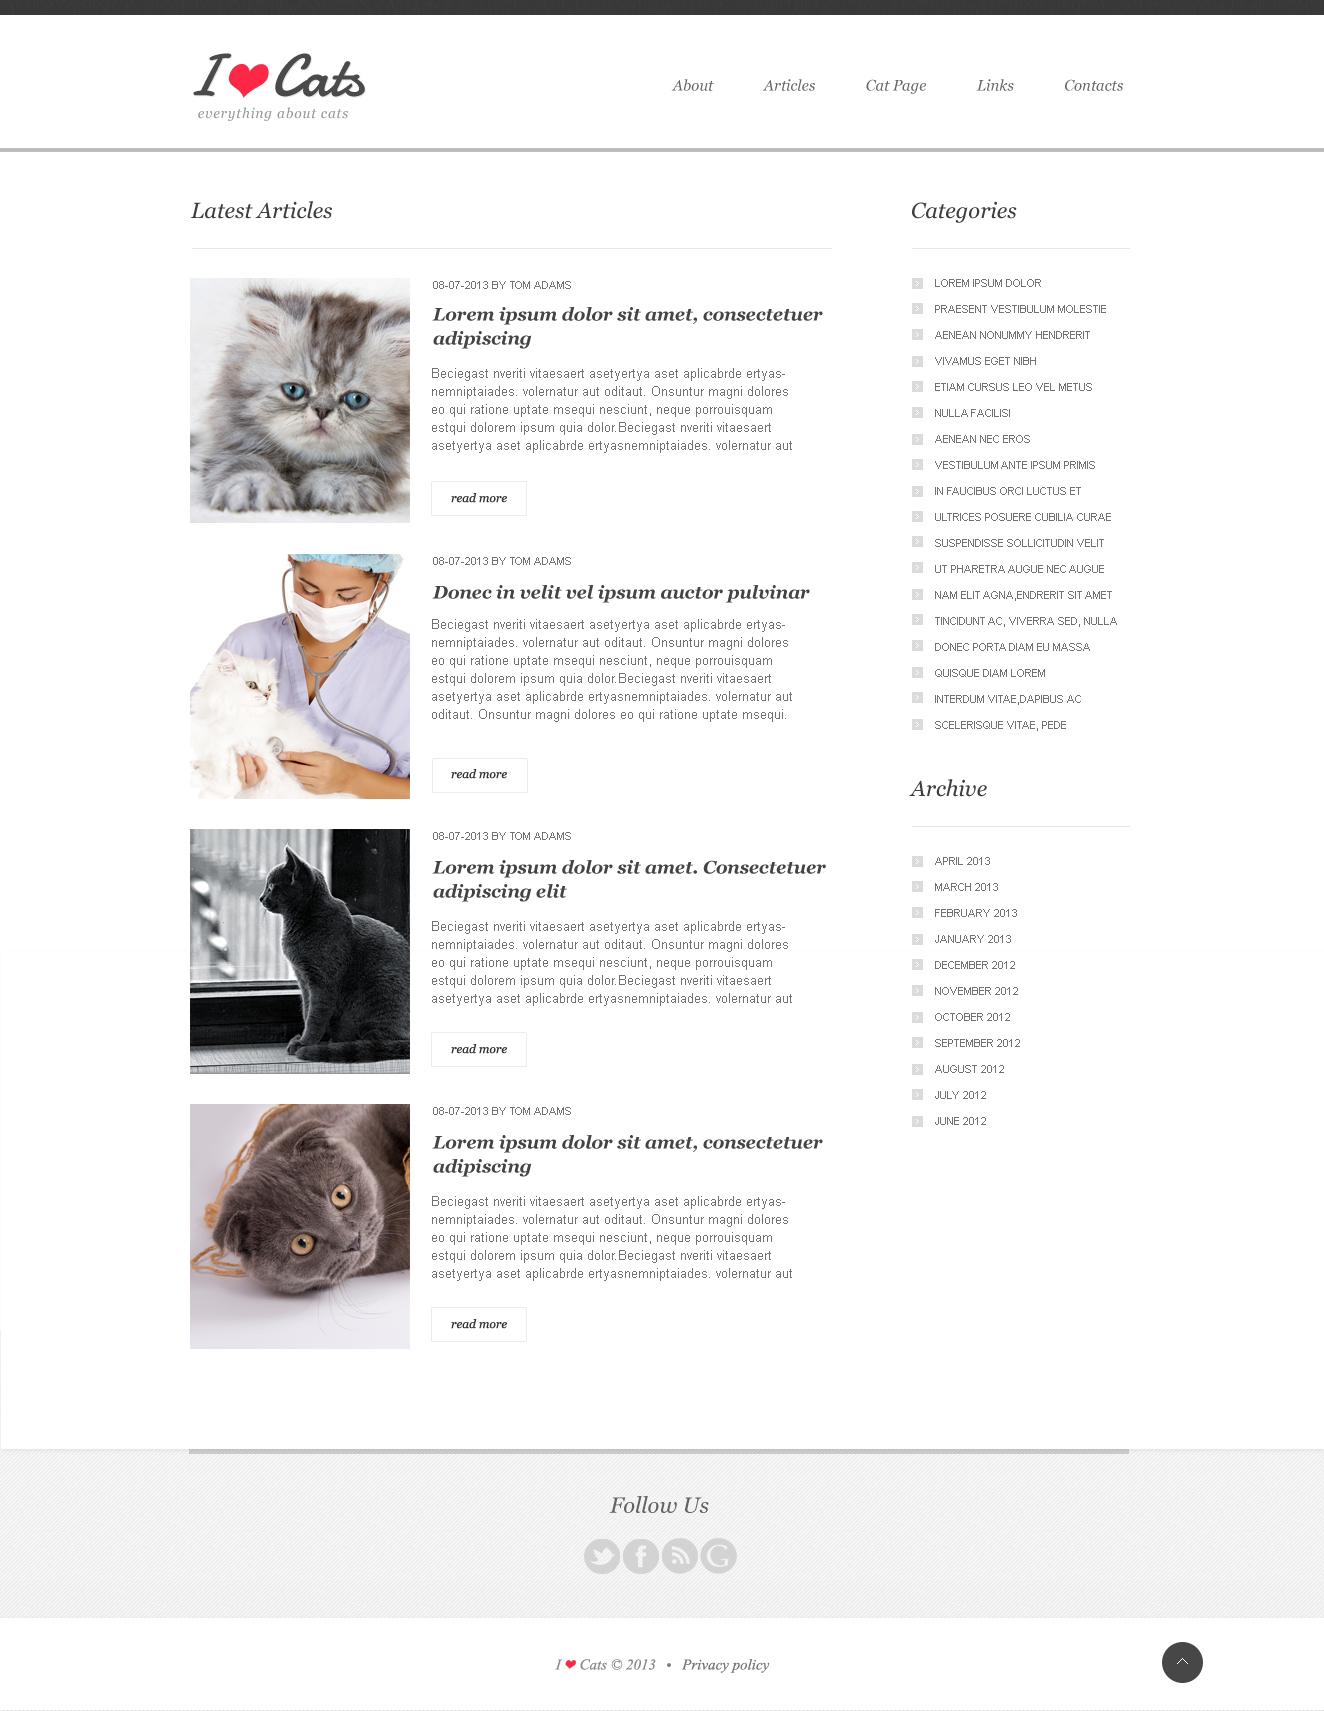 I ❤ Cats
everything about cats
About Articles Cat Page Links Contacts
Latest Articles
08-07-2013 BY TOM ADAMS
Lorem ipsum dolor sit amet, consectetuer
adipiscing
Beciegast nveriti vitaesaert asetyertya aset aplicabrde ertyas-
nemniptaiades. volernatur aut oditaut. Onsuntur magni dolores
eo qui ratione uptate msequi nesciunt, neque porrouisquam
estqui dolorem ipsum quia dolor.Beciegast nveriti vitaesaert
asetyertya aset aplicabrde ertyasnemniptaiades. volernatur aut
read more
08-07-2013 BY TOM ADAMS
Donec in velit vel ipsum auctor pulvinar
Beciegast nveriti vitaesaert asetyertya aset aplicabrde ertyas-
nemniptaiades. volernatur aut oditaut. Onsuntur magni dolores
eo qui ratione uptate msequi nesciunt, neque porrouisquam
estqui dolorem ipsum quia dolor.Beciegast nveriti vitaesaert
asetyertya aset aplicabrde ertyasnemniptaiades. volernatur aut
oditaut. Onsuntur magni dolores eo qui ratione uptate msequi.
read more
08-07-2013 BY TOM ADAMS
Lorem ipsum dolor sit amet. Consectetuer
adipiscing elit
Beciegast nveriti vitaesaert asetyertya aset aplicabrde ertyas-
nemniptaiades. volernatur aut oditaut. Onsuntur magni dolores
eo qui ratione uptate msequi nesciunt, neque porrouisquam
estqui dolorem ipsum quia dolor.Beciegast nveriti vitaesaert
asetyertya aset aplicabrde ertyasnemniptaiades. volernatur aut
read more
08-07-2013 BY TOM ADAMS
Lorem ipsum dolor sit amet, consectetuer
adipiscing
Beciegast nveriti vitaesaert asetyertya aset aplicabrde ertyas-
nemniptaiades. volernatur aut oditaut. Onsuntur magni dolores
eo qui ratione uptate msequi nesciunt, neque porrouisquam
estqui dolorem ipsum quia dolor.Beciegast nveriti vitaesaert
asetyertya aset aplicabrde ertyasnemniptaiades. volernatur aut
read more
Categories
LOREM IPSUM DOLOR
PRAESENT VESTIBULUM MOLESTIE
AENEAN NONUMMY HENDRERIT
VIVAMUS EGET NIBH
ETIAM CURSUS LEO VEL METUS
NULLA FACILISI
AENEAN NEC EROS
VESTIBULUM ANTE IPSUM PRIMIS
IN FAUCIBUS ORCI LUCTUS ET
ULTRICES POSUERE CUBILIA CURAE
SUSPENDISSE SOLLICITUDIN VELIT
UT PHARETRA AUGUE NEC AUGUE
NAM ELIT AGNA,ENDRERIT SIT AMET
TINCIDUNT AC, VIVERRA SED, NULLA
DONEC PORTA DIAM EU MASSA
QUISQUE DIAM LOREM
INTERDUM VITAE,DAPIBUS AC
SCELERISQUE VITAE, PEDE
Archive
APRIL 2013
MARCH 2013
FEBRUARY 2013
JANUARY 2013
DECEMBER 2012
NOVEMBER 2012
OCTOBER 2012
SEPTEMBER 2012
AUGUST 2012
JULY 2012
JUNE 2012
Follow Us
f G
I ❤ Cats © 2013 • Privacy policy